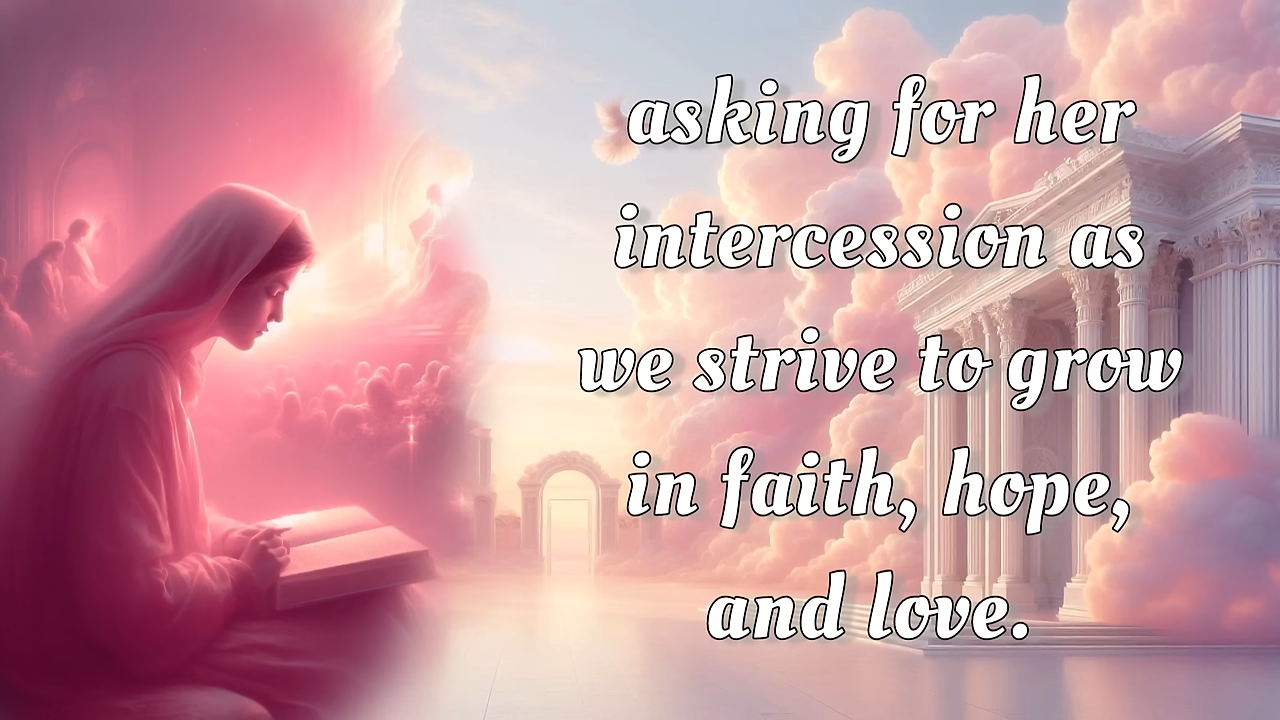 asking for her
intercession as
we strive to grow
in faith, hope,
and love.